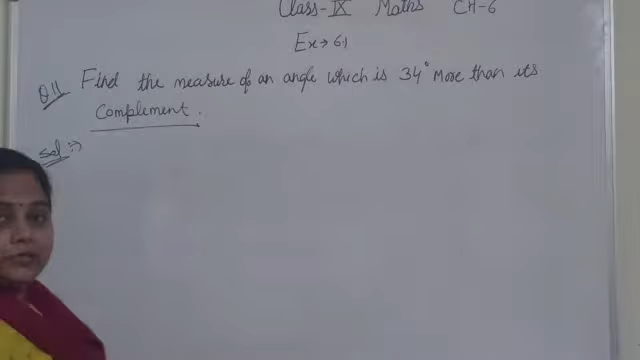 Class-IX Maths CH-6
Ex→6.1
Q11 Find the measure of an angle which is 34° More than its
Complement.
Sol:→